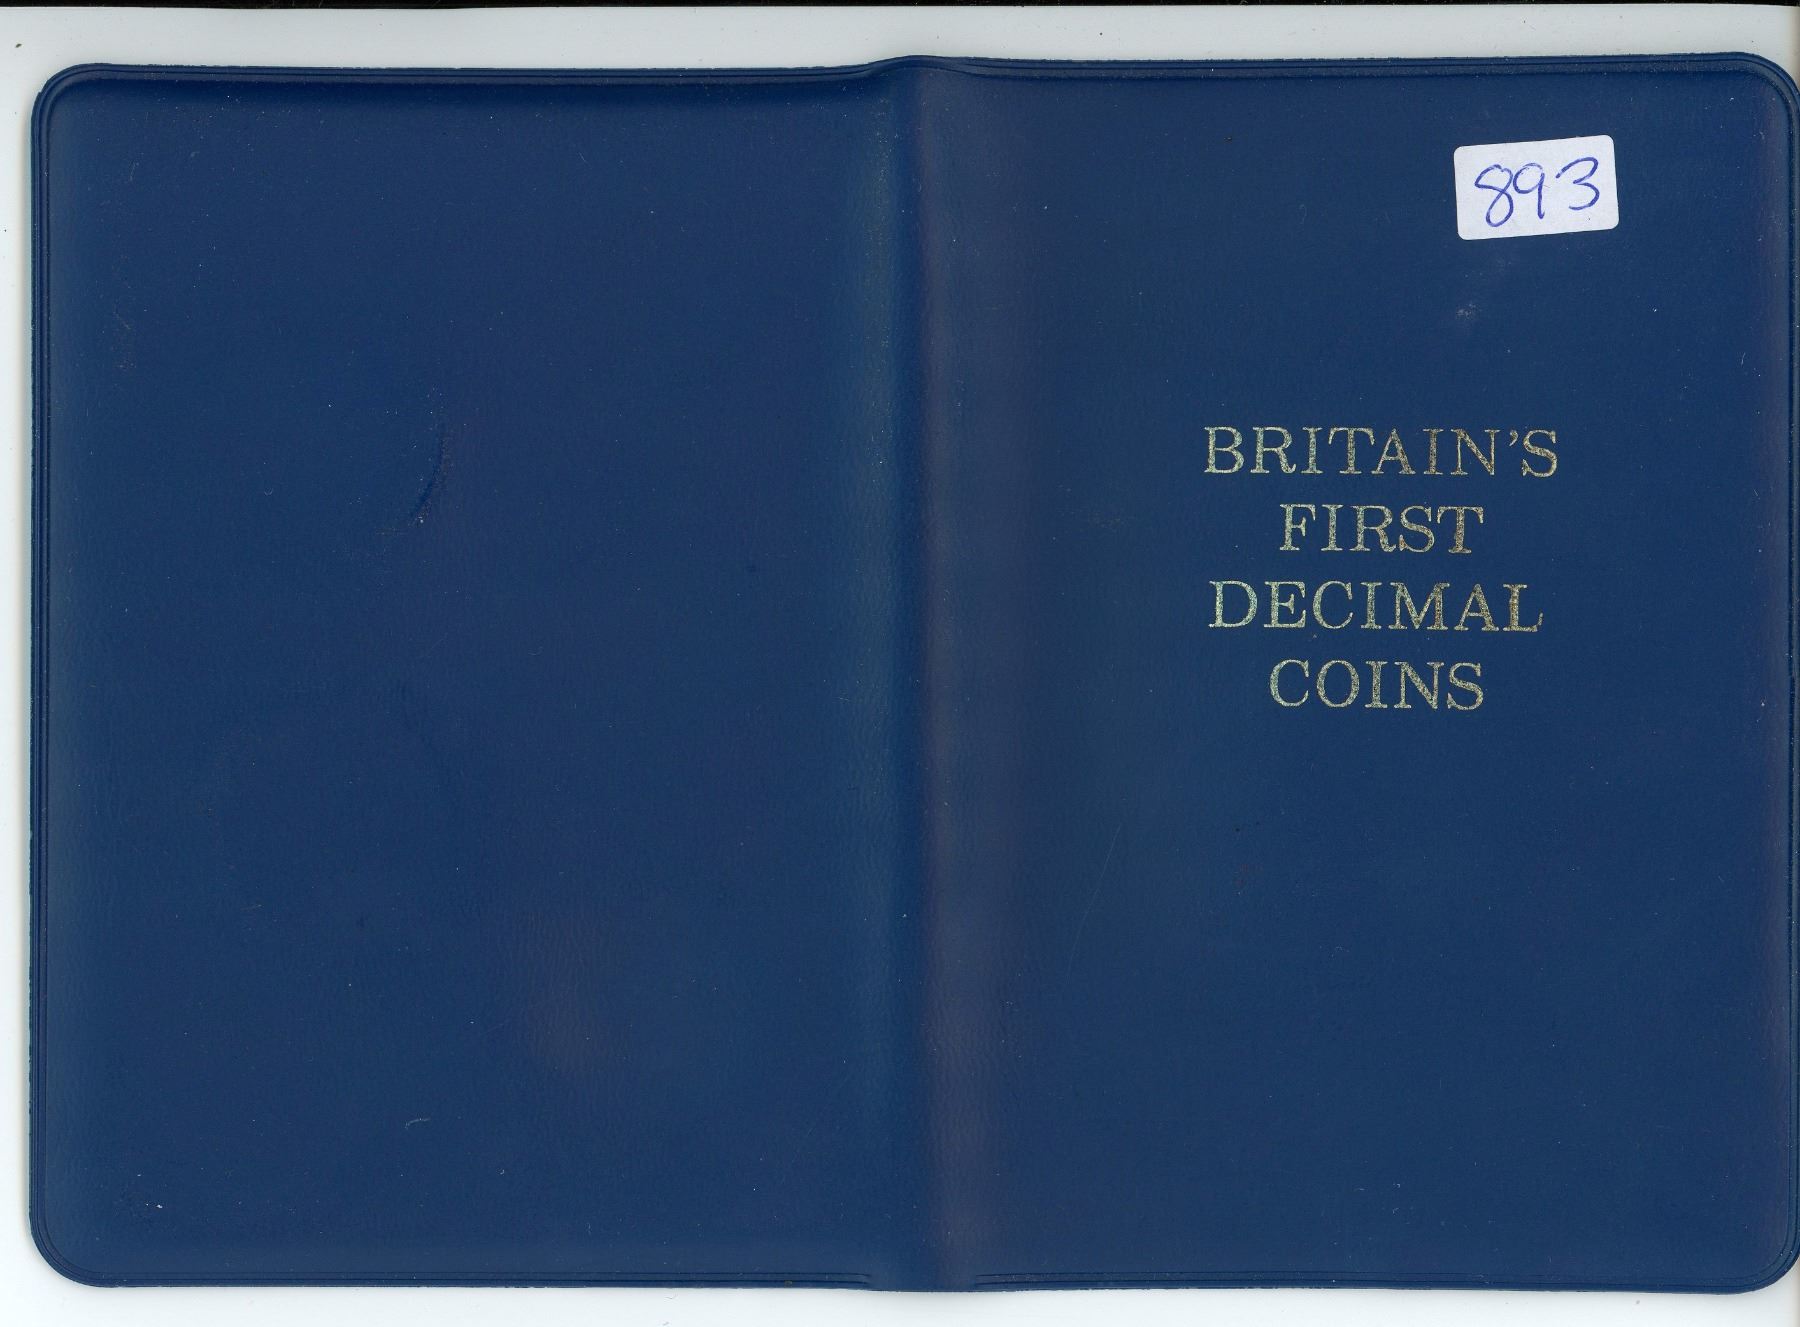 893
BRITAIN'S
FIRST
DECIMAL
COINS